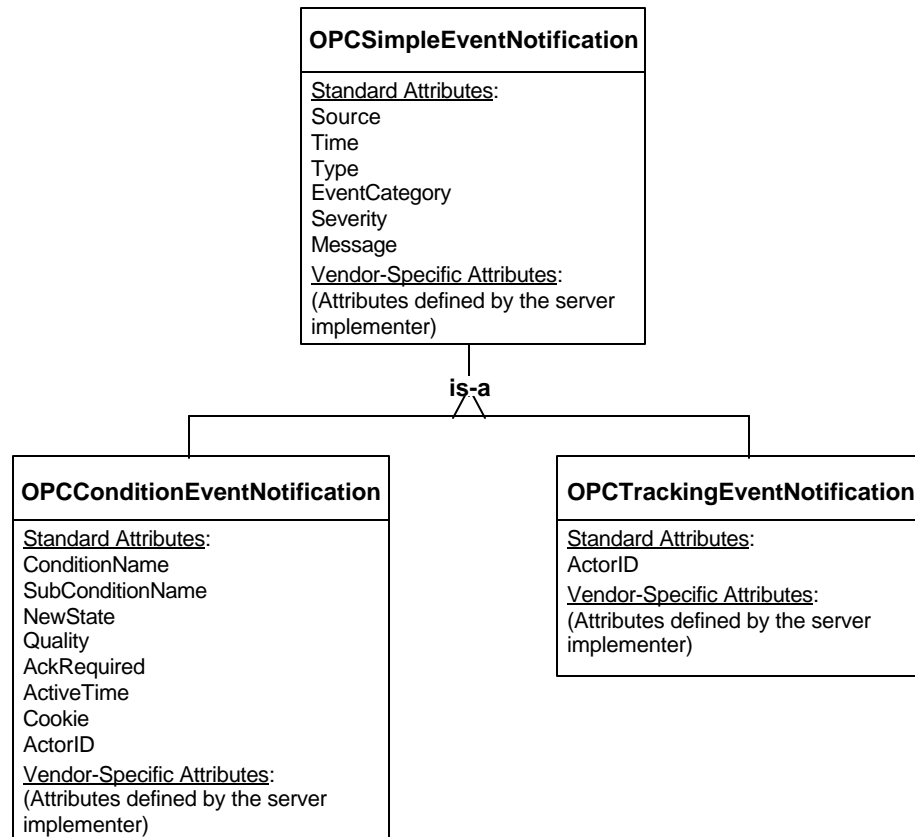 OPCSimpleEventNotification
Standard Attributes:
Source
Time
Type
EventCategory
Severity
Message
Vendor-Specific Attributes:
(Attributes defined by the server
implementer)
is-a
OPCConditionEventNotification
Standard Attributes:
ConditionName
SubConditionName
NewState
Quality
AckRequired
ActiveTime
Cookie
ActorID
Vendor-Specific Attributes:
(Attributes defined by the server
implementer)
OPCTrackingEventNotification
Standard Attributes:
ActorID
Vendor-Specific Attributes:
(Attributes defined by the server
implementer)